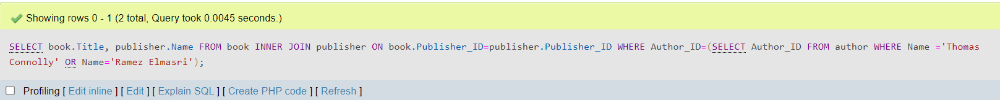 Showing rows 0 - 1 (2 total, Query took 0.0045 seconds.)
SELECT book.Title, publisher.Name FROM book INNER JOIN publisher ON book.Publisher_ID=publisher.Publisher_ID WHERE Author_ID=(SELECT Author_ID FROM author WHERE Name ='Thomas
Connolly' OR Name='Ramez Elmasri');
Profiling [ Edit inline ] [ Edit ] [ Explain SQL ] [ Create PHP code ] [ Refresh ]